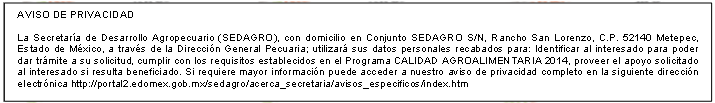 AVISO DE PRIVACIDAD
La Secretaría de Desarrollo Agropecuario (SEDAGRO), con domicilio en Conjunto SEDAGRO S/N, Rancho San Lorenzo, C.P. 52140 Metepec,
Estado de México, a través de la Dirección General Pecuaria; utilizará sus datos personales recabados para: Identificar al interesado para poder
dar trámite a su solicitud, cumplir con los requisitos establecidos en el Programa CALIDAD AGROALIMENTARIA 2014, proveer el apoyo solicitado
al interesado si resulta beneficiado. Si requiere mayor información puede acceder a nuestro aviso de privacidad completo en la siguiente dirección
electrónica http://portal2.edomex.gob.mx/sedagro/acerca_secretaria/avisos_especificos/index.htm